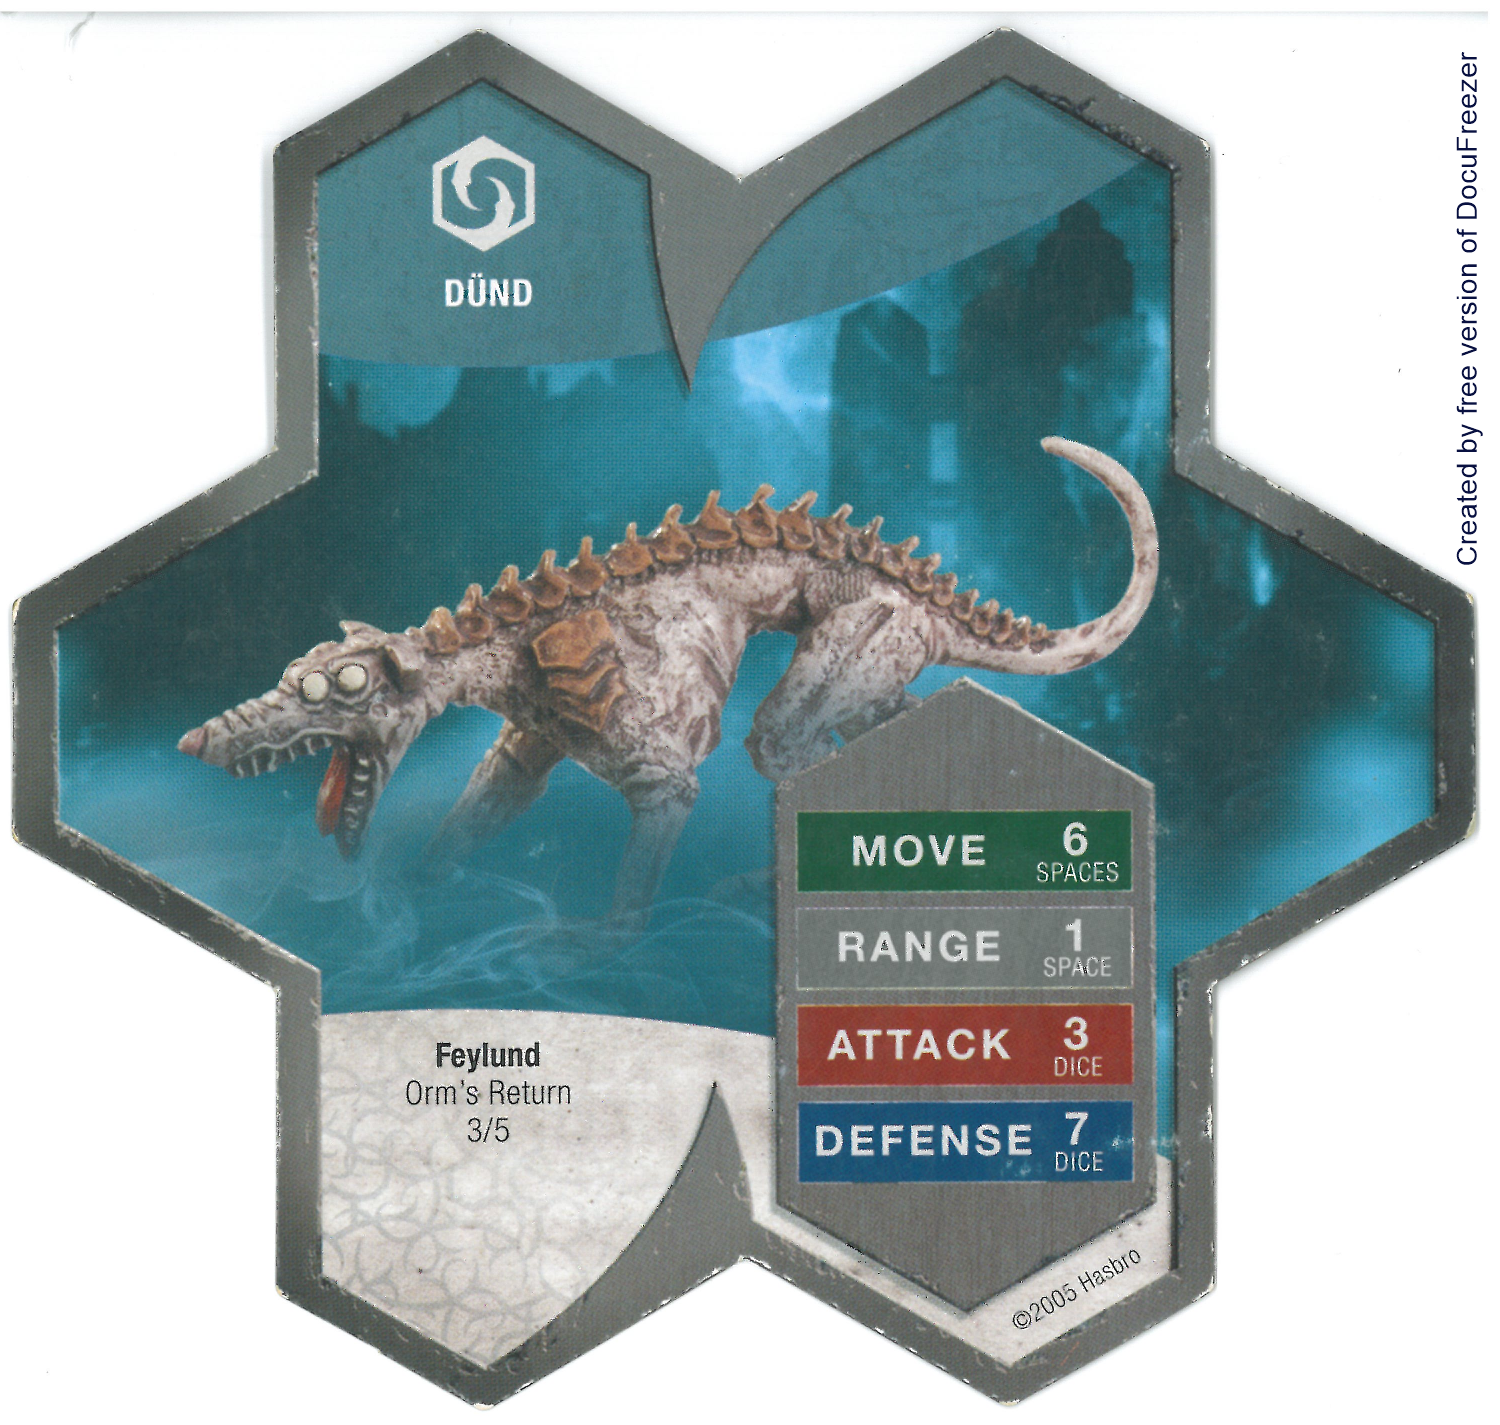 DÜND
MOVE 6 SPACES
RANGE 1 SPACE
ATTACK 3 DICE
DEFENSE 7 DICE
Feylund
Orm's Return
3/5
©2005 Hasbro
Created by free version of DocuFreezer